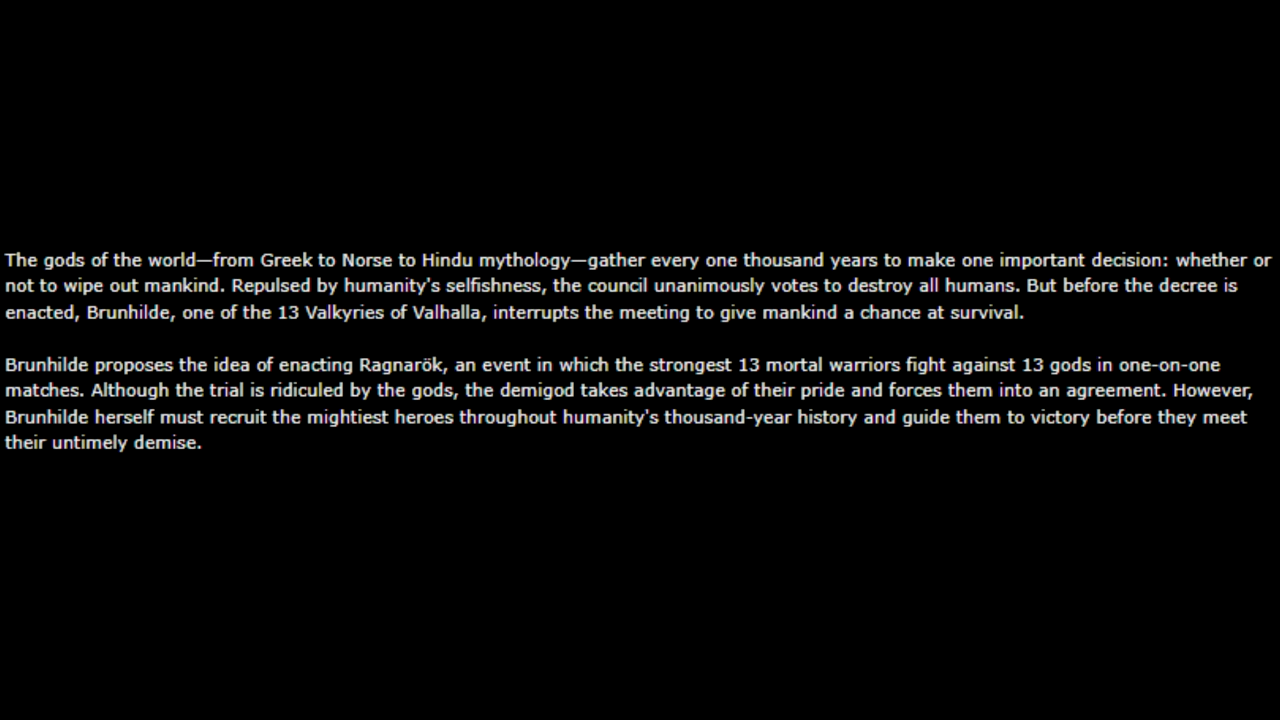 The gods of the world—from Greek to Norse to Hindu mythology—gather every one thousand years to make one important decision: whether or
not to wipe out mankind. Repulsed by humanity's selfishness, the council unanimously votes to destroy all humans. But before the decree is
enacted, Brunhilde, one of the 13 Valkyries of Valhalla, interrupts the meeting to give mankind a chance at survival.
Brunhilde proposes the idea of enacting Ragnarök, an event in which the strongest 13 mortal warriors fight against 13 gods in one-on-one
matches. Although the trial is ridiculed by the gods, the demigod takes advantage of their pride and forces them into an agreement. However,
Brunhilde herself must recruit the mightiest heroes throughout humanity's thousand-year history and guide them to victory before they meet
their untimely demise.